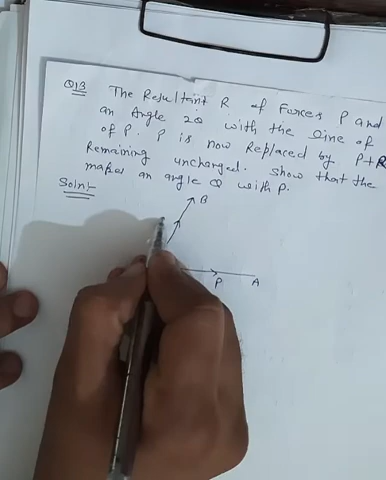 Q13 The Resultant R of Forces P and
an Angle 2θ with the Line of
of P. P is now Replaced by P+R
Remaining unchanged. Show that the
makes an angle θ with P.
Soln:-
B
P A